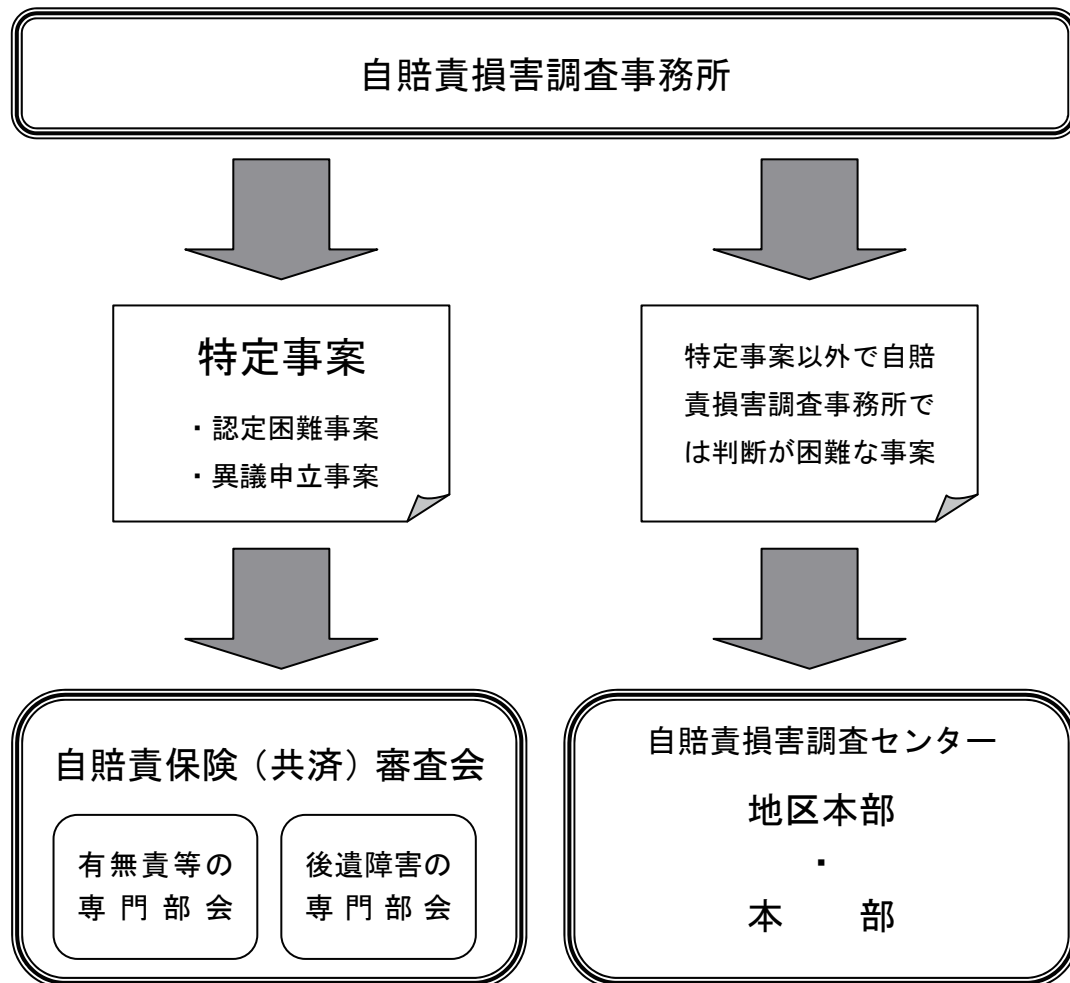 自賠責損害調査事務所
特定事案
・認定困難事案
・異議申立事案
特定事案以外で自賠
責損害調査事務所で
は判断が困難な事案
自賠責保険（共済）審査会
有無責等の
専門部会
後遺障害の
専門部会
自賠責損害調査センター
地区本部
・
本　部